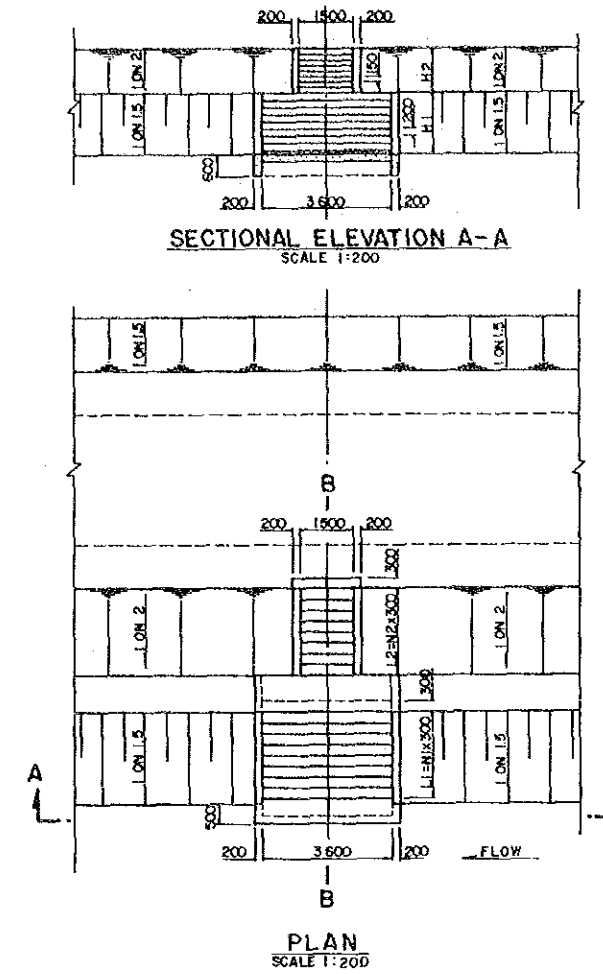 200 1500 200
1 ON 2 1150 H2 1 ON 2
1 ON 1.5 1200 H1 1 ON 1.5
200 3600 200
SECTIONAL ELEVATION A-A
SCALE 1:200
1 ON 1.5 1 ON 1.5
B
200 1500 200
300
1 ON 2 L2=N2x300 1 ON 2
300
1 ON 1.5 L1=N1x300 1 ON 1.5
A
500
200 3600 200 FLOW
B
PLAN
SCALE 1:200